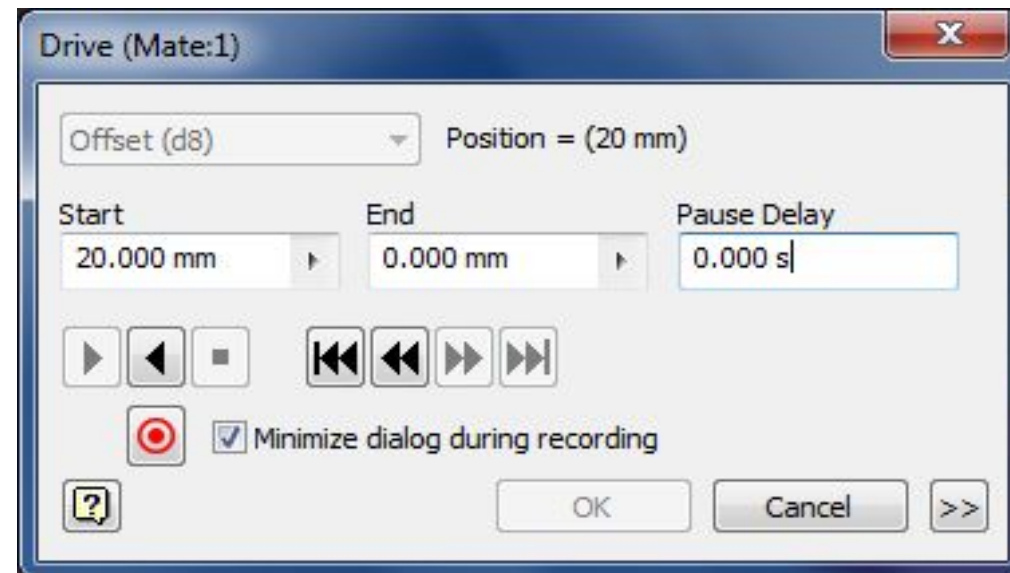 Drive (Mate:1)
Offset (d8) Position = (20 mm)
Start End Pause Delay
20.000 mm 0.000 mm 0.000 s
Minimize dialog during recording
OK Cancel >>